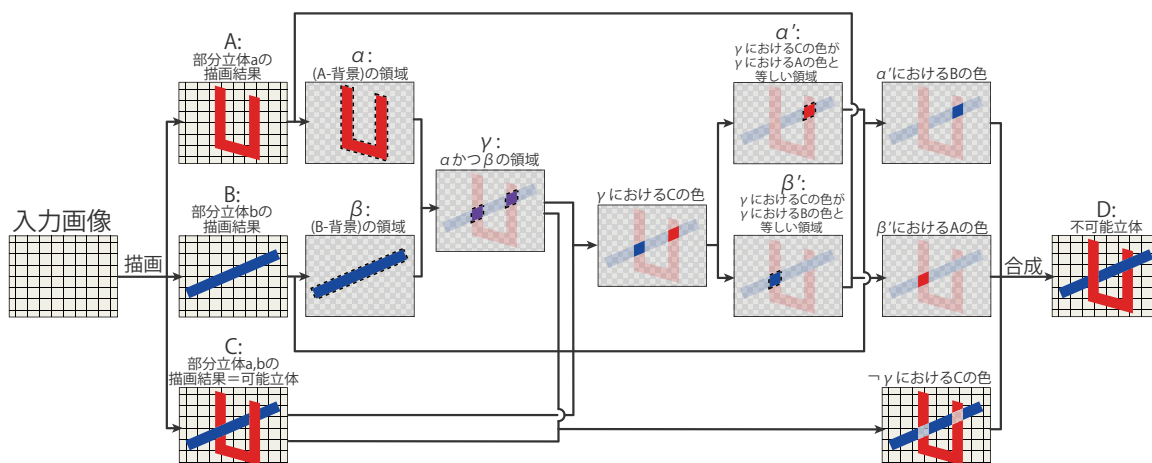 入力画像
描画
A:
部分立体aの
描画結果
α:
(A-背景)の領域
B:
部分立体bの
描画結果
β:
(B-背景)の領域
C:
部分立体a,bの
描画結果＝可能立体
γ:
αかつβの領域
γにおけるCの色
α’:
γにおけるCの色が
γにおけるAの色と
等しい領域
β’:
γにおけるCの色が
γにおけるBの色と
等しい領域
α’におけるBの色
β’におけるAの色
¬γにおけるCの色
合成
D:
不可能立体